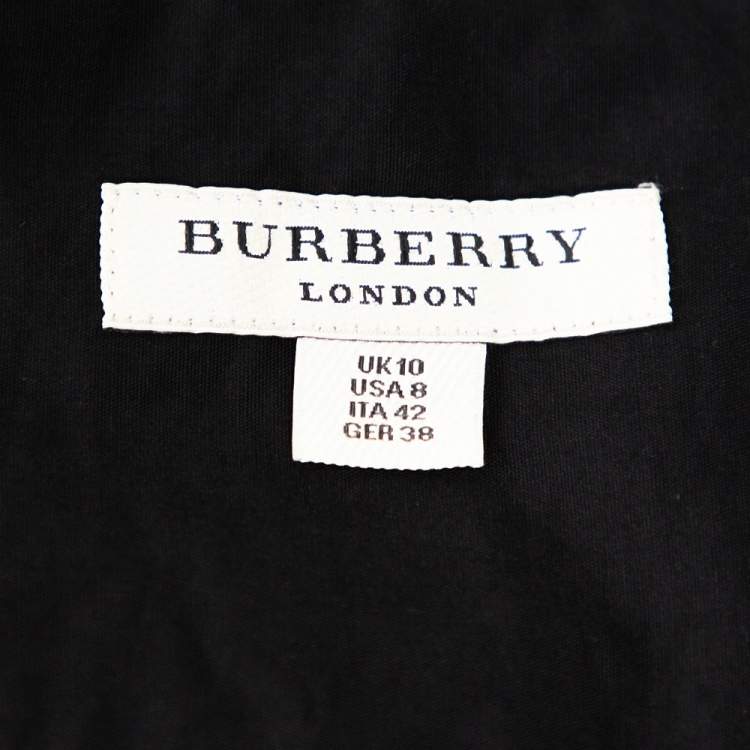 BURBERRY
LONDON
UK10
USA 8
ITA 42
GER 38